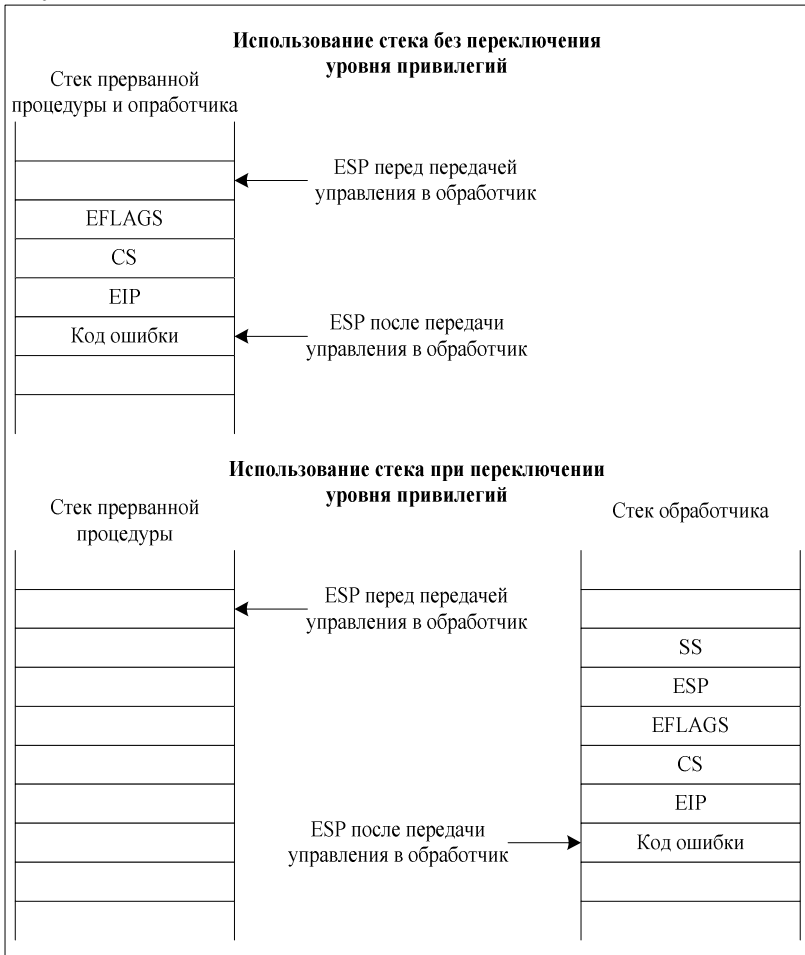 Использование стека без переключения
уровня привилегий
Стек прерванной
процедуры и опработчика
ESP перед передачей
управления в обработчик
EFLAGS
CS
EIP
Код ошибки
ESP после передачи
управления в обработчик
Использование стека при переключении
уровня привилегий
Стек прерванной
процедуры
Стек обработчика
ESP перед передачей
управления в обработчик
SS
ESP
EFLAGS
CS
EIP
Код ошибки
ESP после передачи
управления в обработчик